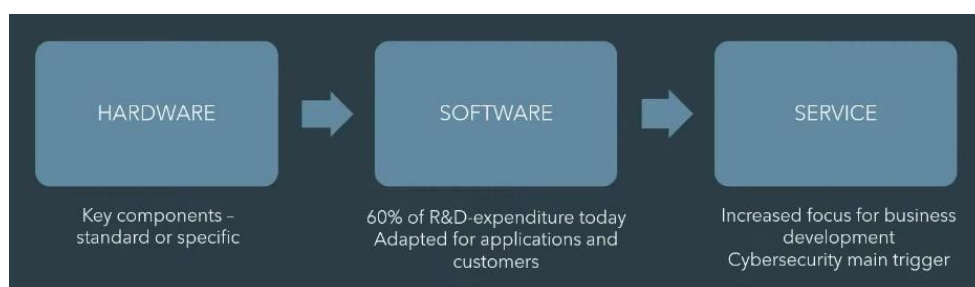 HARDWARE
Key components –
standard or specific
SOFTWARE
60% of R&D-expenditure today
Adapted for applications and
customers
SERVICE
Increased focus for business
development
Cybersecurity main trigger